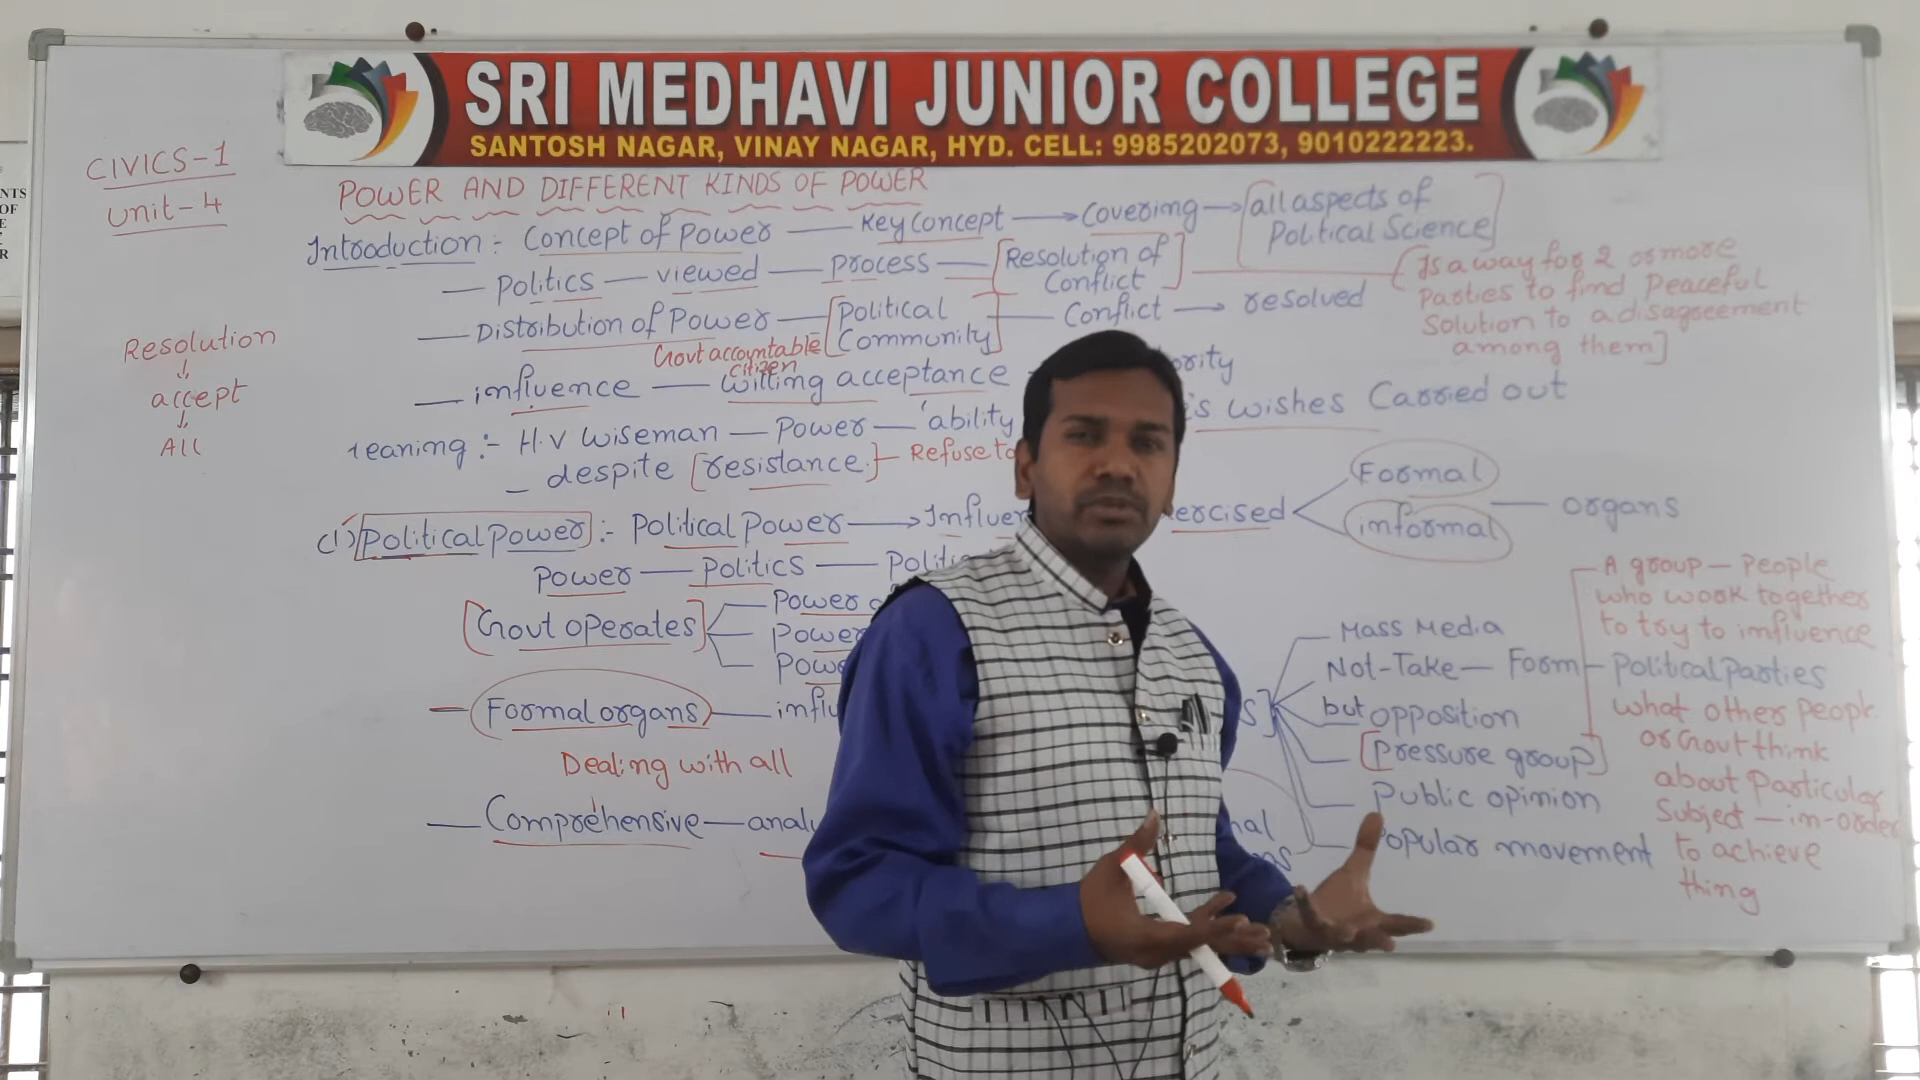 SRI MEDHAVI JUNIOR COLLEGE
SANTOSH NAGAR, VINAY NAGAR, HYD. CELL: 9985202073, 9010222223.
NTS
OF
E
R
CIVICS-1
Unit-4
Resolution
↓
accept
↓
All
POWER AND DIFFERENT KINDS OF POWER
Introduction :- Concept of Power — Key Concept → Covering → [all aspects of
Political Science]
— Politics — viewed — process — [Resolution of
Conflict]
[Is a way for 2 or more
Parties to find Peaceful
Solution to a disagreement
among them]
— Distribution of Power — [Political
Community] — Conflict → resolved
Govt accountable
citizen
— influence — willing acceptance
eaning :- H.V Wiseman — Power — 'ability
's wishes Carried out
— despite [resistance.] — Refuse to
(1) Political Power :- Political Power → Influen
ercised
Formal
informal
— organs
Power — Politics — Politic
[Govt operates]
Power
Power
Powe
— Formal organs — influ
Dealing with all
— Comprehensive — analy
Mass Media
Not-Take — Form — Political Parties
but opposition
[Pressure group]
Public opinion
Popular movement
A group — People
who work together
to try to influence
what other people
or Govt think
about Particular
Subject — in-order
to achieve
thing